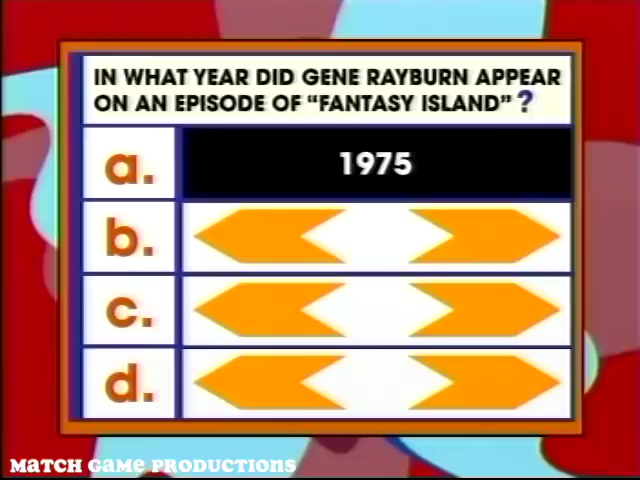 IN WHAT YEAR DID GENE RAYBURN APPEAR
ON AN EPISODE OF “FANTASY ISLAND” ?
a. 1975
b.
c.
d.
MATCH GAME PRODUCTIONS